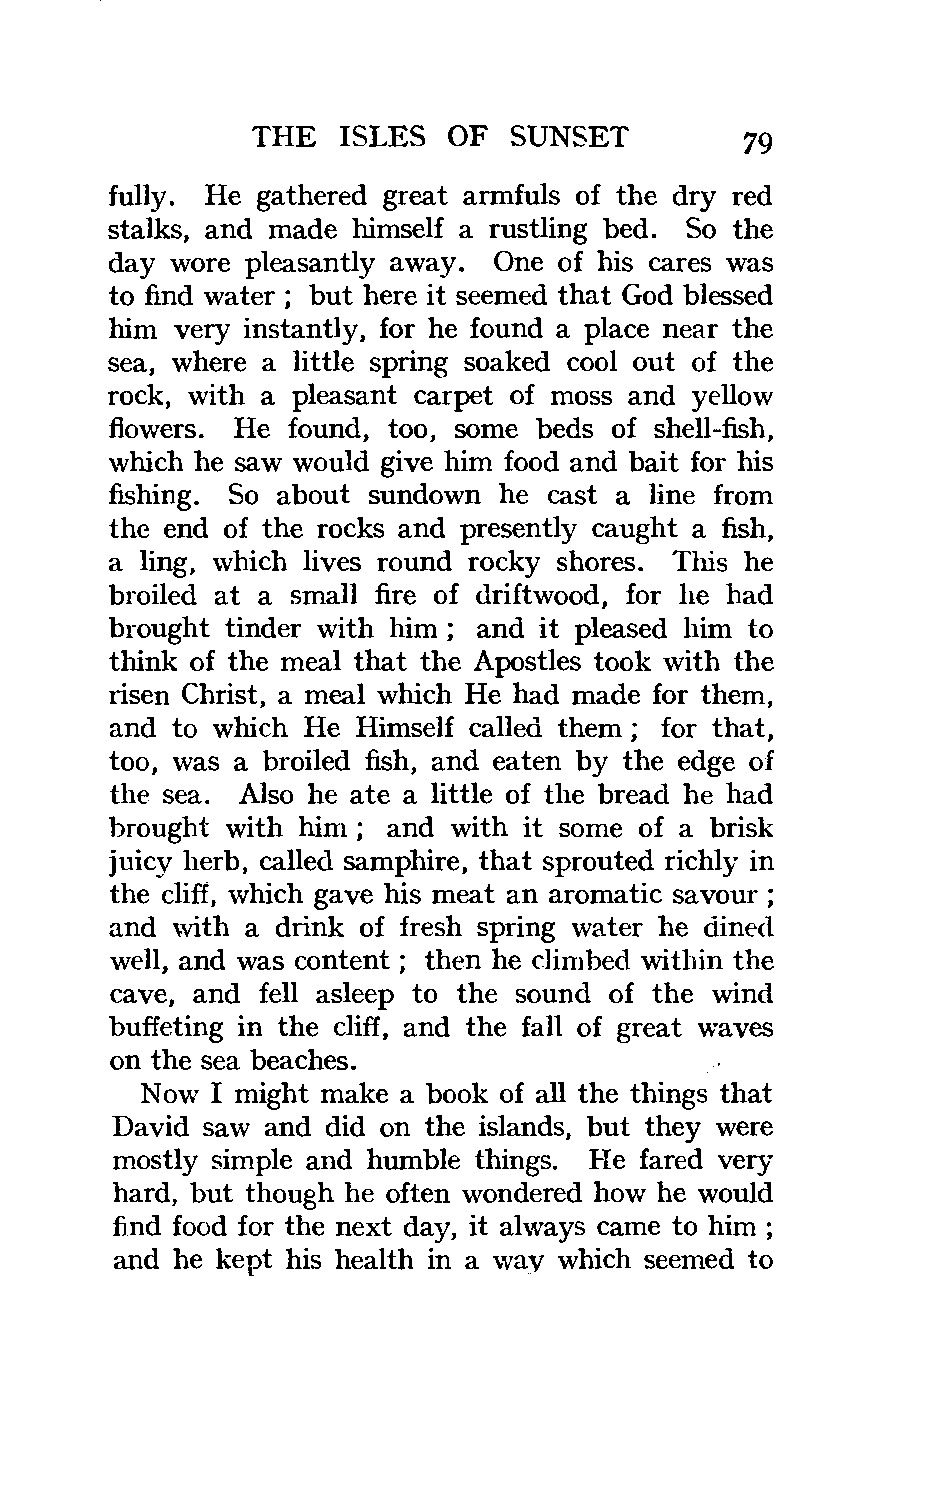 THE ISLES OF SUNSET 79
fully. He gathered great armfuls of the dry red
stalks, and made himself a rustling bed. So the
day wore pleasantly away. One of his cares was
to find water ; but here it seemed that God blessed
him very instantly, for he found a place near the
sea, where a little spring soaked cool out of the
rock, with a pleasant carpet of moss and yellow
flowers. He found, too, some beds of shell-fish,
which he saw would give him food and bait for his
fishing. So about sundown he cast a line from
the end of the rocks and presently caught a fish,
a ling, which lives round rocky shores. This he
broiled at a small fire of driftwood, for he had
brought tinder with him ; and it pleased him to
think of the meal that the Apostles took with the
risen Christ, a meal which He had made for them,
and to which He Himself called them ; for that,
too, was a broiled fish, and eaten by the edge of
the sea. Also he ate a little of the bread he had
brought with him ; and with it some of a brisk
juicy herb, called samphire, that sprouted richly in
the cliff, which gave his meat an aromatic savour ;
and with a drink of fresh spring water he dined
well, and was content ; then he climbed within the
cave, and fell asleep to the sound of the wind
buffeting in the cliff, and the fall of great waves
on the sea beaches.
Now I might make a book of all the things that
David saw and did on the islands, but they were
mostly simple and humble things. He fared very
hard, but though he often wondered how he would
find food for the next day, it always came to him ;
and he kept his health in a way which seemed to